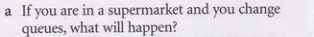 a If you are in a supermarket and you change
queues, what will happen?